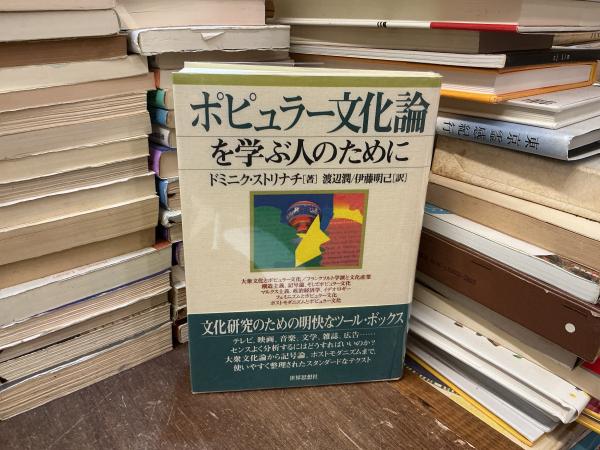 ポピュラー文化論
を学ぶ人のために
ドミニク・ストリナチ[著] 渡辺潤/伊藤明己[訳]
大衆文化とポピュラー文化/フランクフルト学派と文化産業
構造主義、記号論、そしてポピュラー文化
マルクス主義、政治経済学、イデオロギー
フェミニズムとポピュラー文化
ポストモダニズムとポピュラー文化
文化研究のための明快なツール・ボックス
テレビ、映画、音楽、文学、雑誌、広告……
センスよく分析するにはどうすればいいのか?
大衆文化論から記号論、ポストモダニズムまで、
使いやすく整理されたスタンダードなテクスト
世界思想社
東京霊感紀行